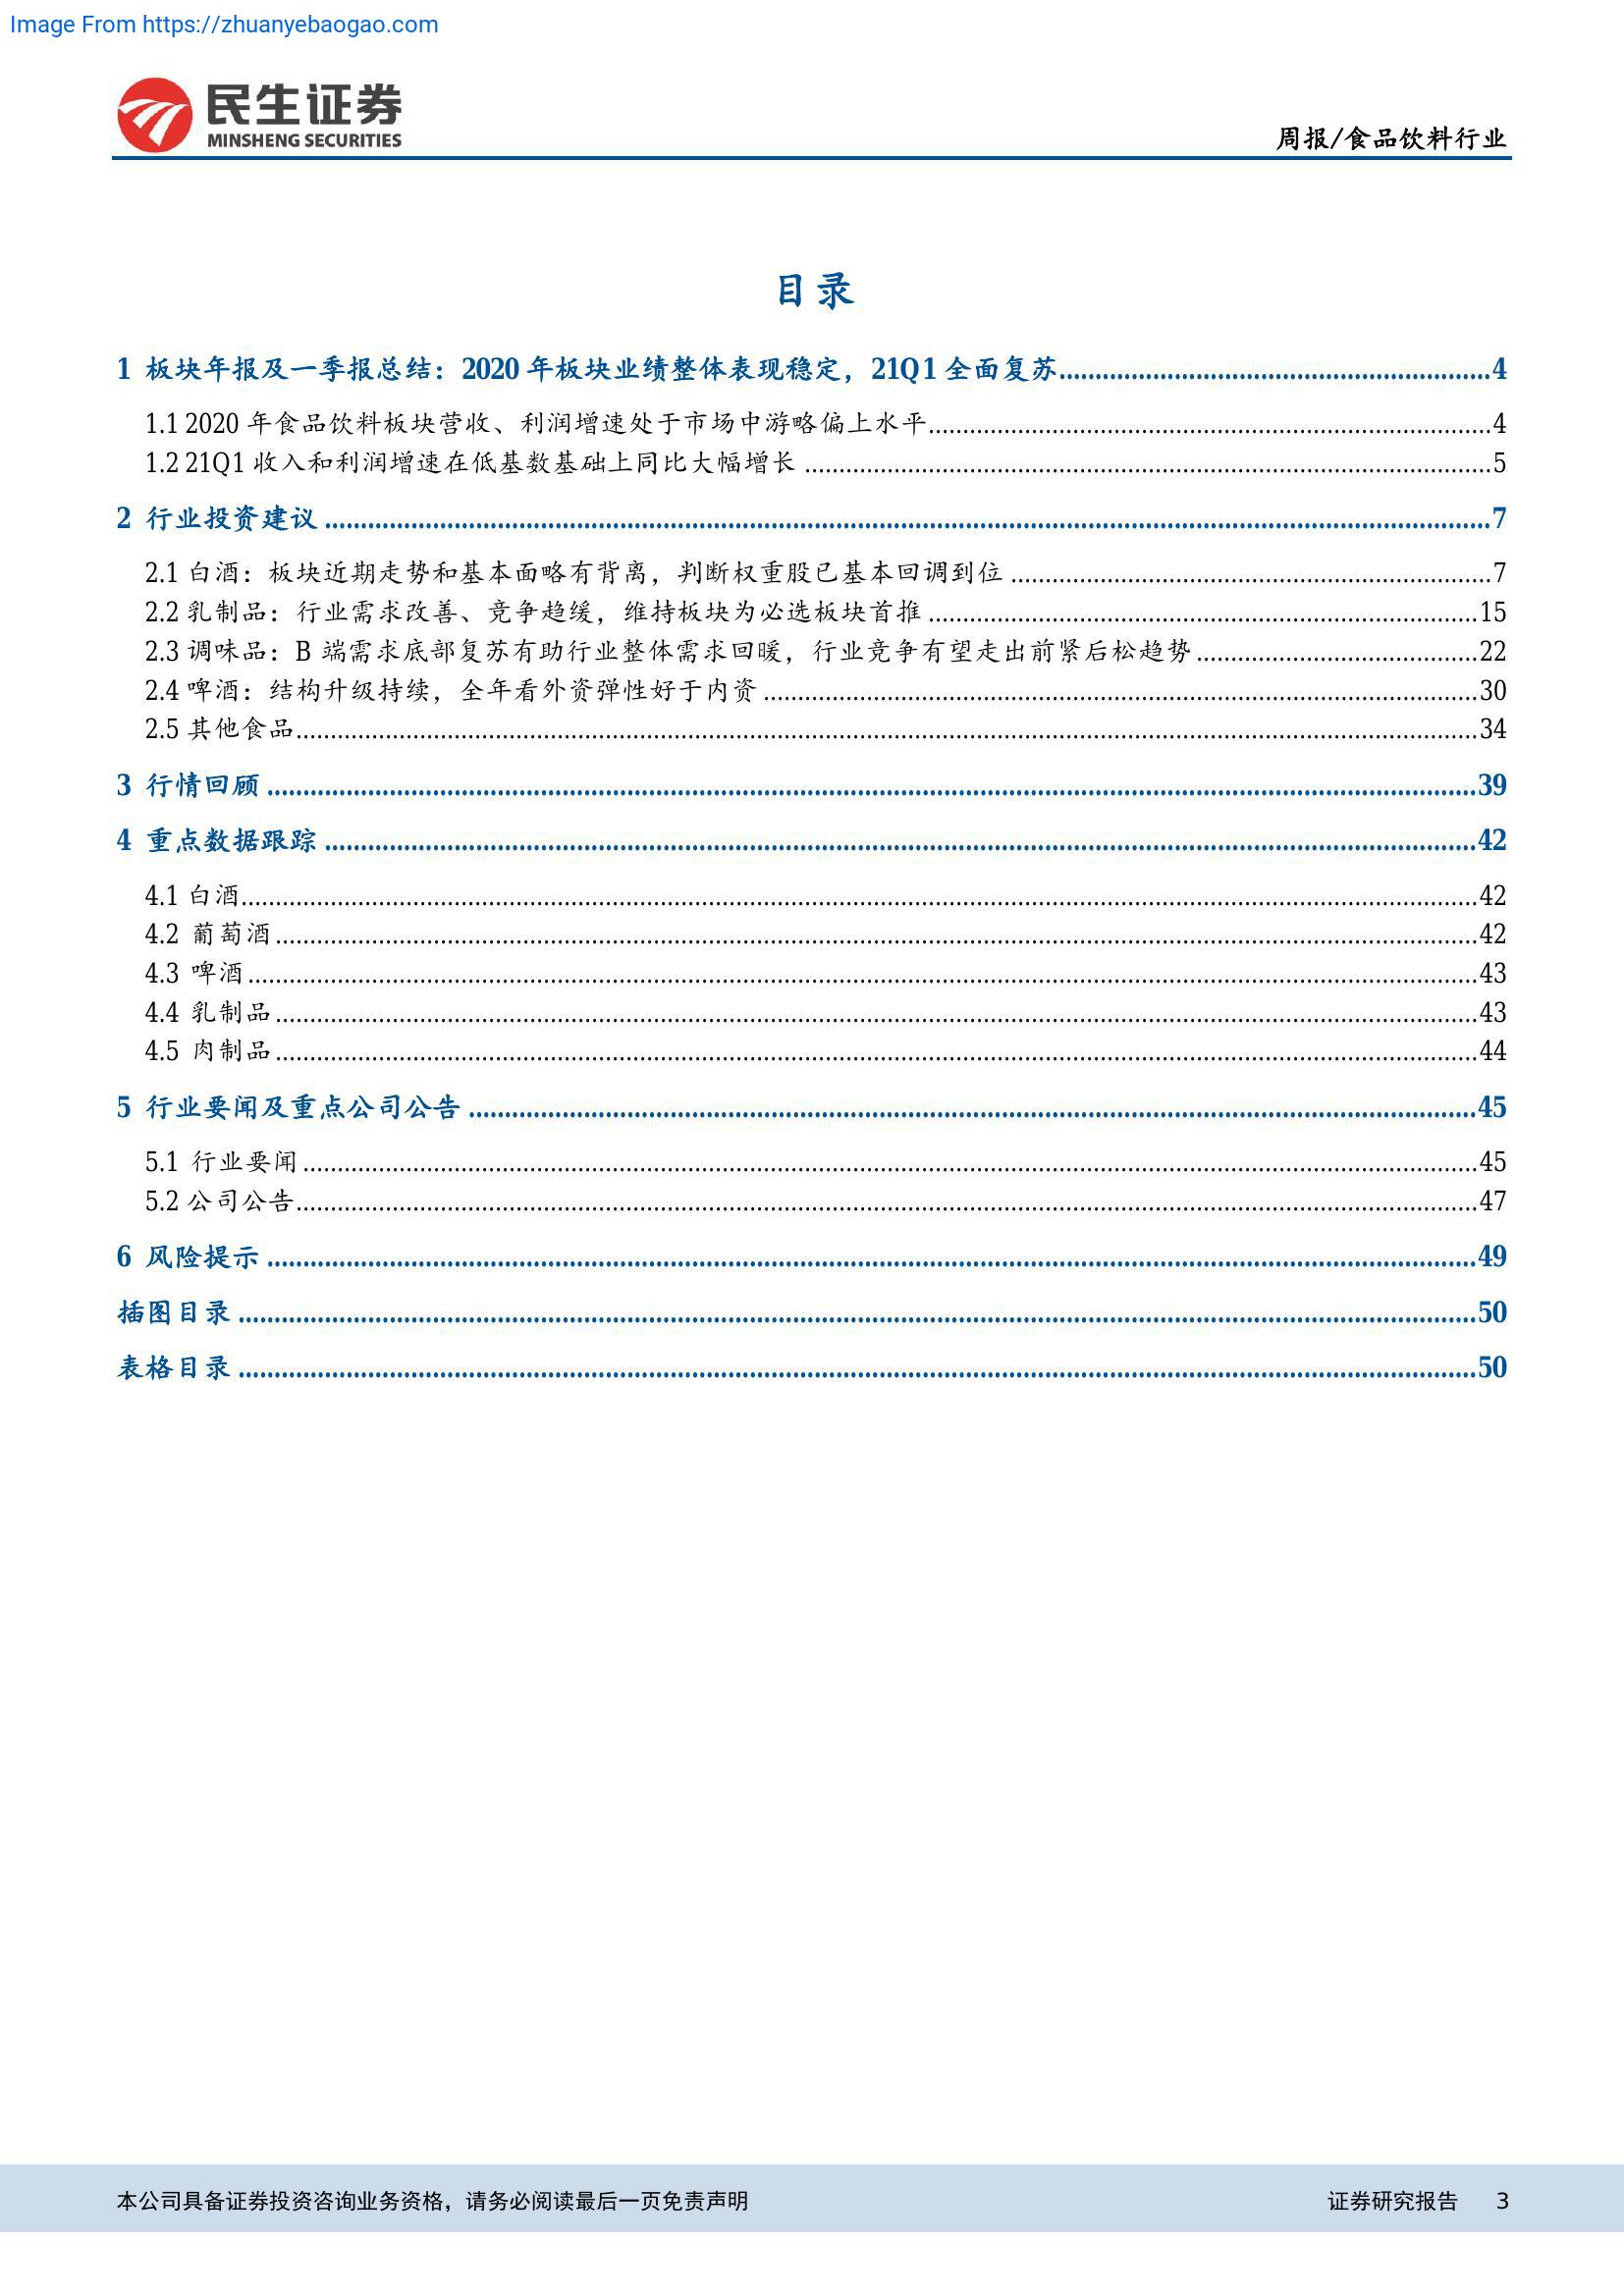 Image From https://zhuanyebaogao.com
民生证券
MINSHENG SECURITIES
周报/食品饮料行业
目录
1 板块年报及一季报总结：2020 年板块业绩整体表现稳定，21Q1 全面复苏....................4
1.1 2020 年食品饮料板块营收、利润增速处于市场中游略偏上水平....................4
1.2 21Q1 收入和利润增速在低基数基础上同比大幅增长....................5
2 行业投资建议....................7
2.1 白酒：板块近期走势和基本面略有背离，判断权重股已基本回调到位....................7
2.2 乳制品：行业需求改善、竞争趋缓，维持板块为必选板块首推....................15
2.3 调味品：B 端需求底部复苏有助行业整体需求回暖，行业竞争有望走出前紧后松趋势....................22
2.4 啤酒：结构升级持续，全年看外资弹性好于内资....................30
2.5 其他食品....................34
3 行情回顾....................39
4 重点数据跟踪....................42
4.1 白酒....................42
4.2 葡萄酒....................42
4.3 啤酒....................43
4.4 乳制品....................43
4.5 肉制品....................44
5 行业要闻及重点公司公告....................45
5.1 行业要闻....................45
5.2 公司公告....................47
6 风险提示....................49
插图目录....................50
表格目录....................50
本公司具备证券投资咨询业务资格，请务必阅读最后一页免责声明
证券研究报告 3